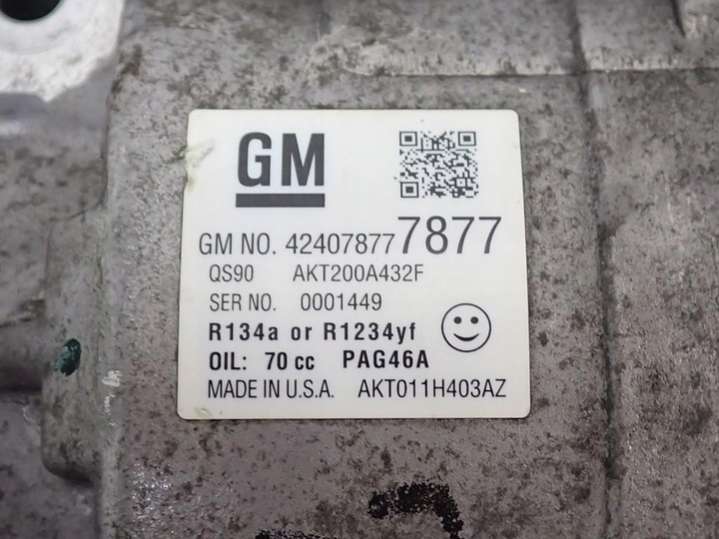 GM
GM NO. 42407877 7877
QS90 AKT200A432F
SER NO. 0001449
R134a or R1234yf
OIL: 70 cc PAG46A
MADE IN U.S.A. AKT011H403AZ